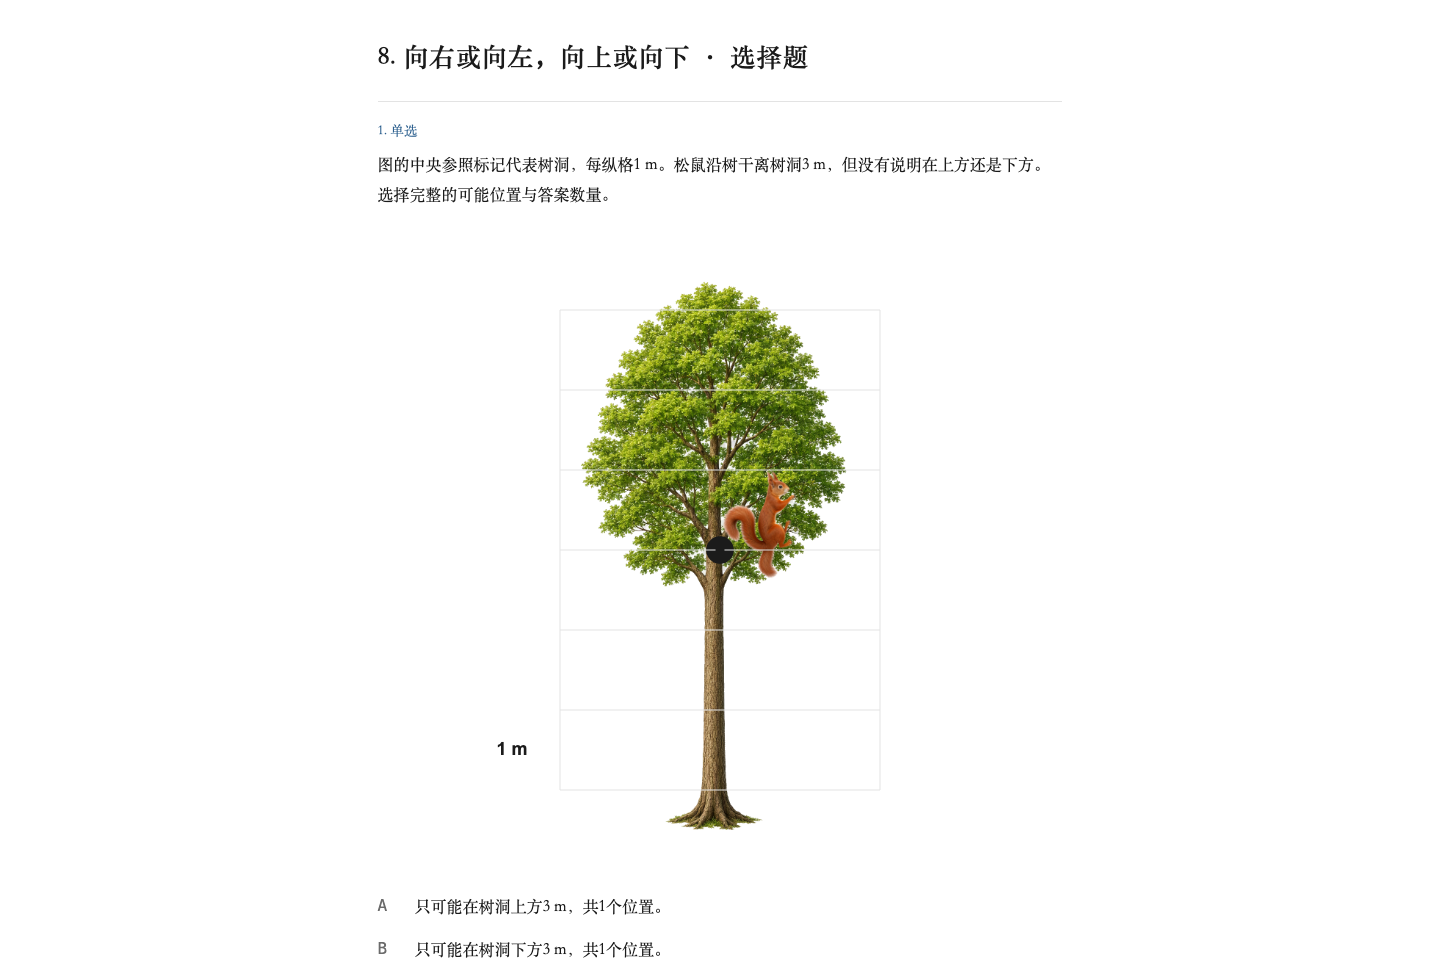 8. 向右或向左，向上或向下 · 选择题
1. 单选
图的中央参照标记代表树洞，每纵格1 m。松鼠沿树干离树洞3 m，但没有说明在上方还是下方。
选择完整的可能位置与答案数量。
1 m
A 只可能在树洞上方3 m，共1个位置。
B 只可能在树洞下方3 m，共1个位置。